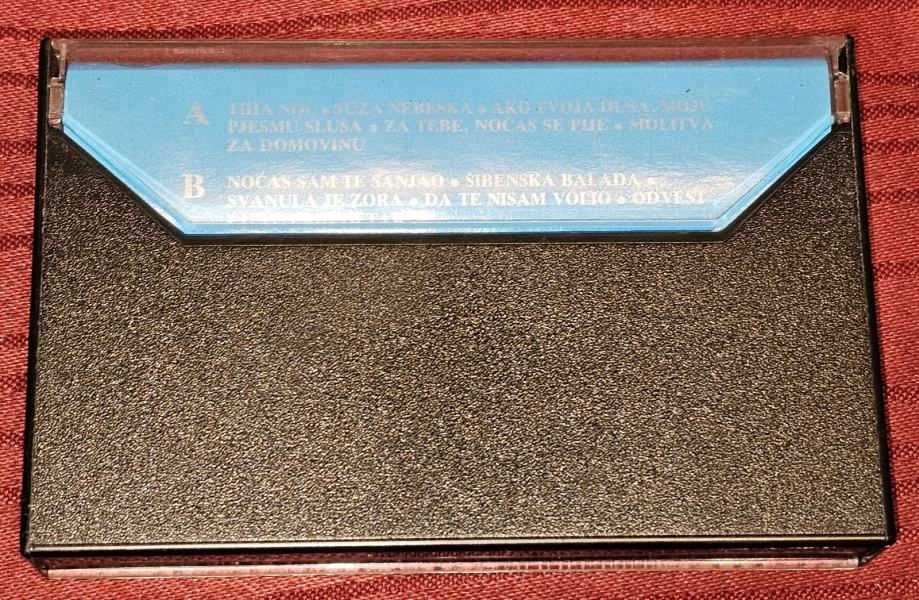 A TIHA NOĆ • SUZA NEBESKA • AKO TVOJA DUŠA, MOJU
PJESMU SLUŠA • ZA TEBE, NOĆAS SE PIJE • MOLITVA
ZA DOMOVINU
B NOĆAS SAM TE SANJAO • ŠIBENSKA BALADA •
SVANULA JE ZORA • DA TE NISAM VOLIO • ODVEST